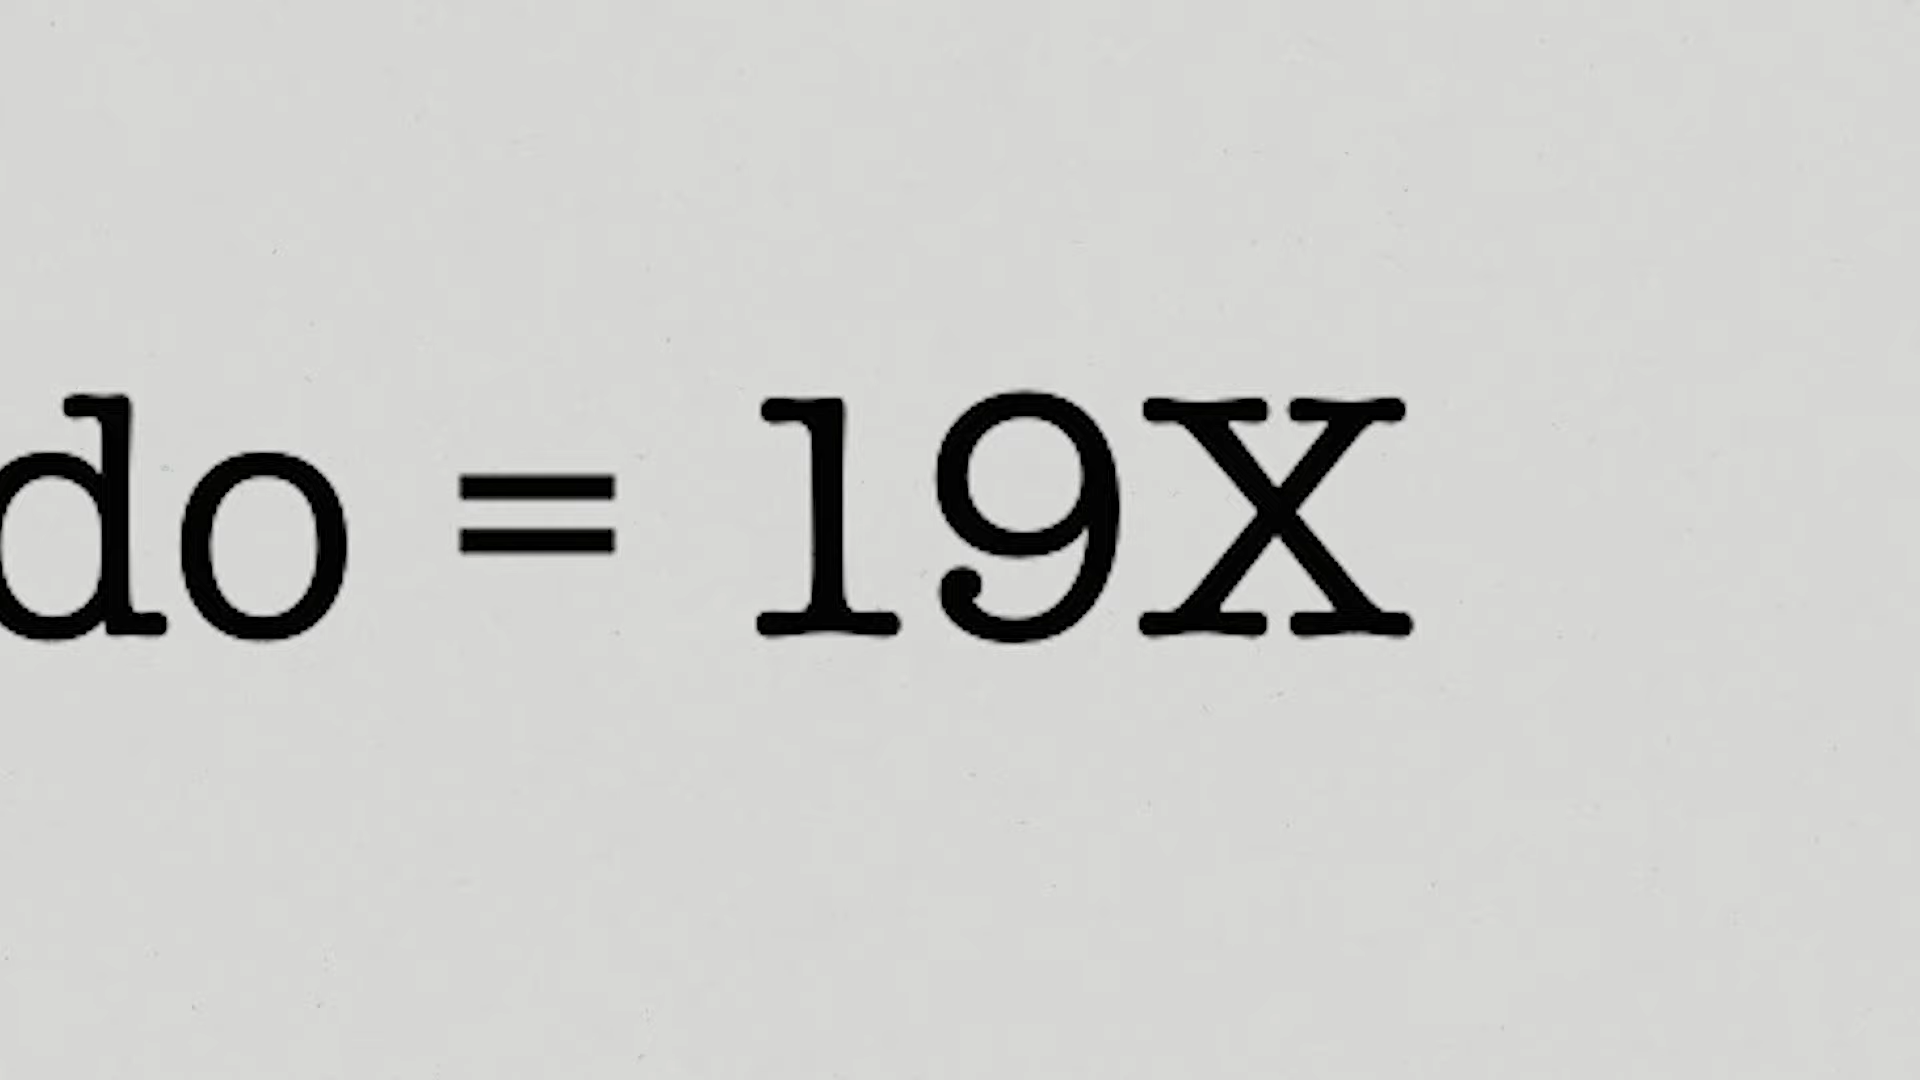 do = 19X